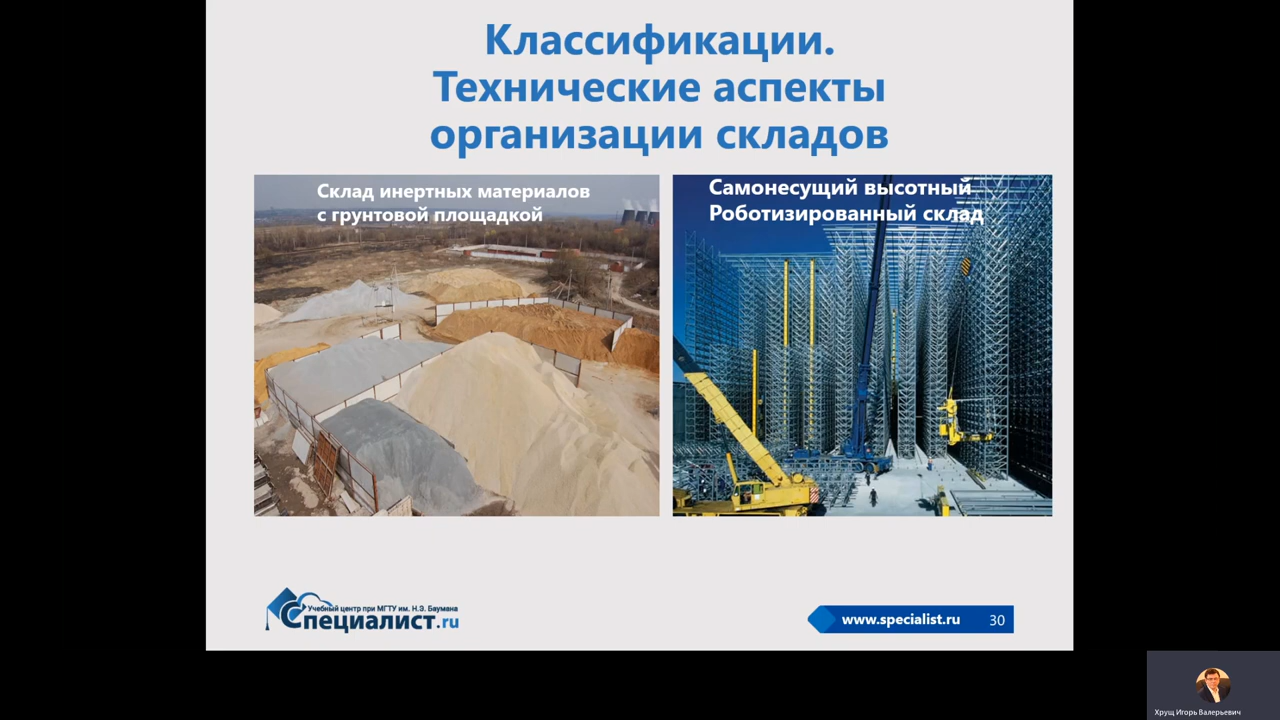 Классификации.
Технические аспекты
организации складов
Склад инертных материалов
с грунтовой площадкой
Самонесущий высотный
Роботизированный склад
Учебный центр при МГТУ им. Н.Э. Баумана
Специалист.ru
www.specialist.ru
30
Хрущ Игорь Валерьевич